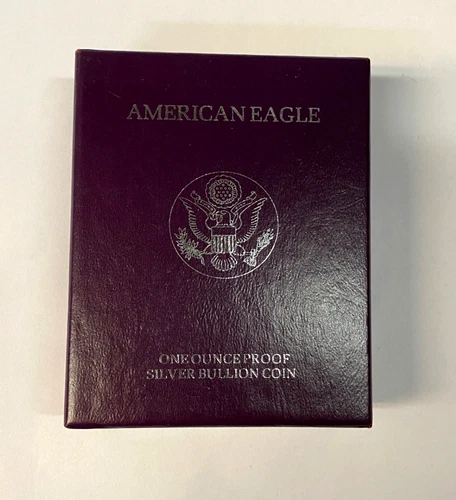 AMERICAN EAGLE
ONE OUNCE PROOF
SILVER BULLION COIN